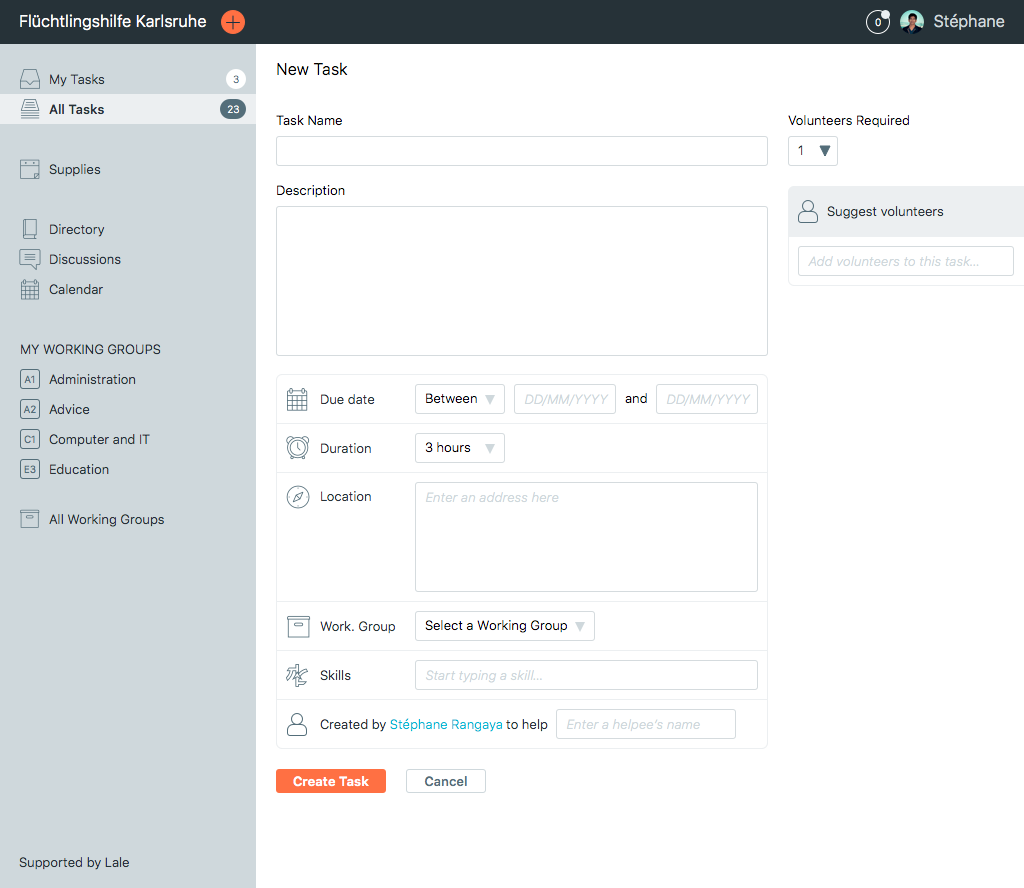 Flüchtlingshilfe Karlsruhe
0 Stéphane
My Tasks 3
All Tasks 23
Supplies
Directory
Discussions
Calendar
MY WORKING GROUPS
A1 Administration
A2 Advice
C1 Computer and IT
E3 Education
All Working Groups
Supported by Lale
New Task
Task Name
Description
Due date Between DD/MM/YYYY and DD/MM/YYYY
Duration 3 hours
Location Enter an address here
Work. Group Select a Working Group
Skills Start typing a skill...
Created by Stéphane Rangaya to help Enter a helpee's name
Create Task Cancel
Volunteers Required
1
Suggest volunteers
Add volunteers to this task...